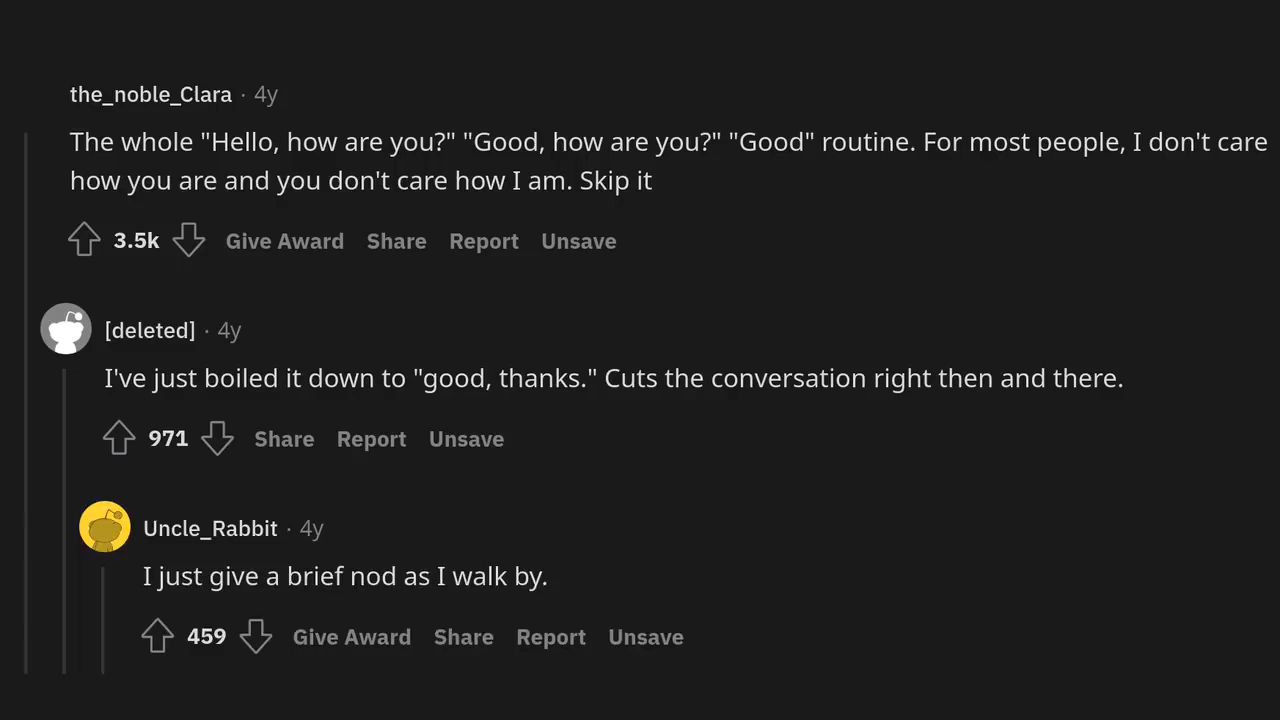 the_noble_Clara · 4y
The whole "Hello, how are you?" "Good, how are you?" "Good" routine. For most people, I don't care
how you are and you don't care how I am. Skip it
3.5k Give Award Share Report Unsave
[deleted] · 4y
I've just boiled it down to "good, thanks." Cuts the conversation right then and there.
971 Share Report Unsave
Uncle_Rabbit · 4y
I just give a brief nod as I walk by.
459 Give Award Share Report Unsave